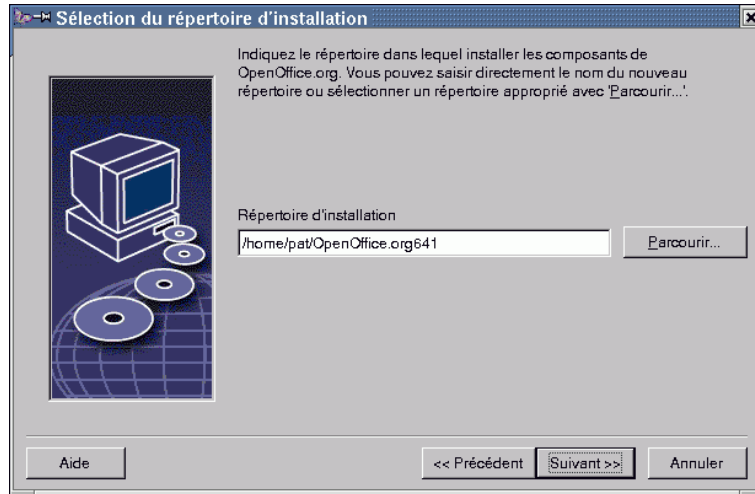 Sélection du répertoire d'installation
Indiquez le répertoire dans lequel installer les composants de
OpenOffice.org. Vous pouvez saisir directement le nom du nouveau
répertoire ou sélectionner un répertoire approprié avec 'Parcourir...'.
Répertoire d'installation
/home/pat/OpenOffice.org641
Parcourir...
Aide
<< Précédent
Suivant >>
Annuler